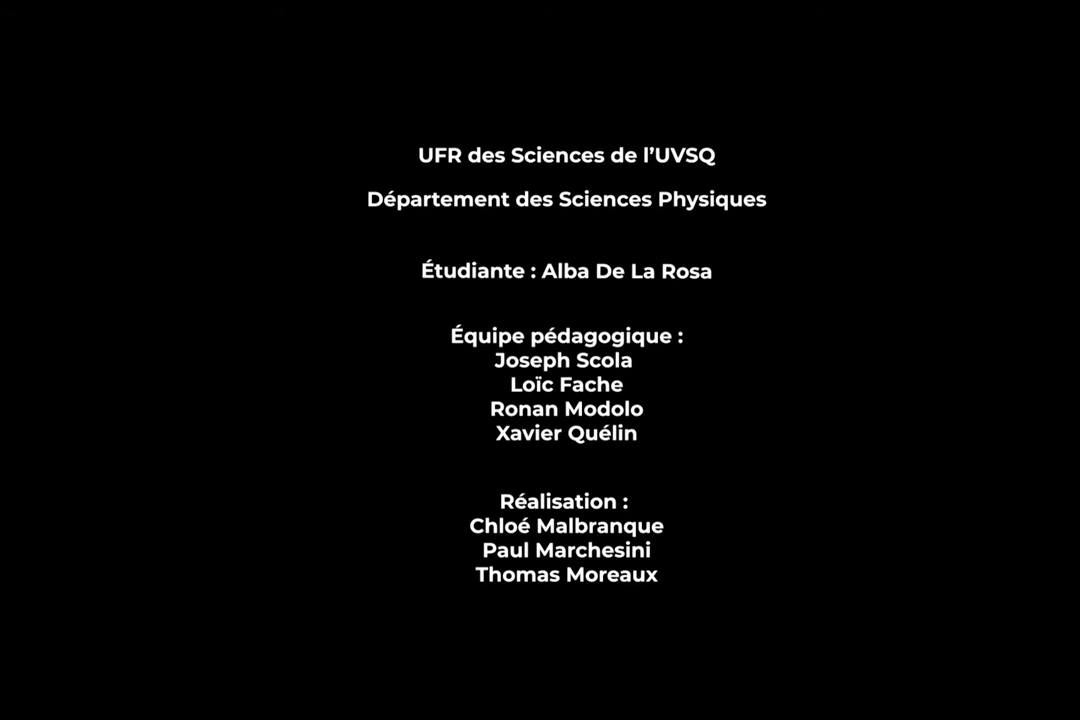 UFR des Sciences de l’UVSQ
Département des Sciences Physiques
Étudiante : Alba De La Rosa
Équipe pédagogique :
Joseph Scola
Loïc Fache
Ronan Modolo
Xavier Quélin
Réalisation :
Chloé Malbranque
Paul Marchesini
Thomas Moreaux